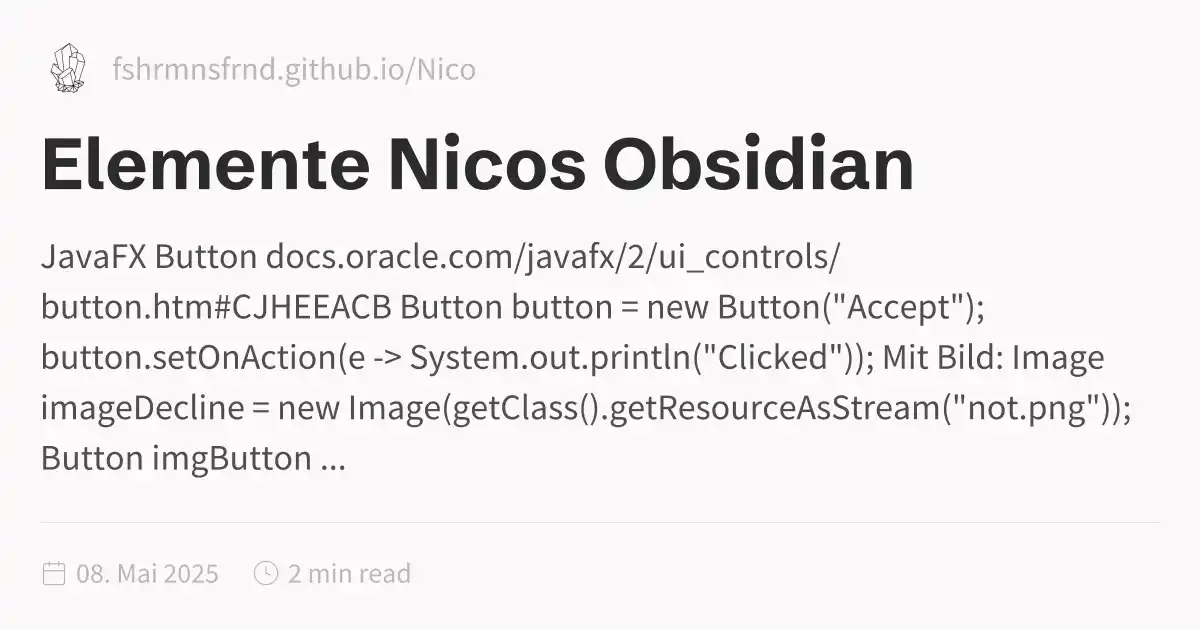 fshrmnsfrnd.github.io/Nico
Elemente Nicos Obsidian
JavaFX Button docs.oracle.com/javafx/2/ui_controls/
button.htm#CJHEEACB Button button = new Button("Accept");
button.setOnAction(e -> System.out.println("Clicked")); Mit Bild: Image
imageDecline = new Image(getClass().getResourceAsStream("not.png"));
Button imgButton ...
08. Mai 2025 2 min read